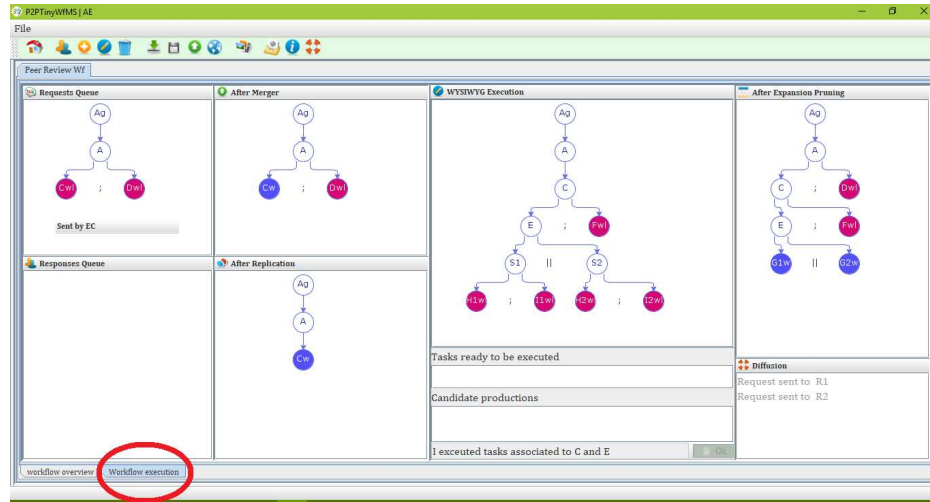 P2PTinyWfMS | AE
File
Peer Review Wf
Requests Queue
Ag
A
Cwl ; Dwl
Sent by EC
After Merger
Ag
A
Cw ; Dwl
WYSIWYG Execution
Ag
A
C
E ; Fwl
S1 || S2
H1w ; I1wl H2w ; I2wl
Tasks ready to be executed
Candidate productions
I exceuted tasks associated to C and E
Ok
After Expansion Pruning
Ag
A
C ; Dwl
E ; Fwl
G1w || G2w
Responses Queue
After Replication
Ag
A
Cw
Diffusion
Request sent to R1
Request sent to R2
workflow overview
Workflow execution